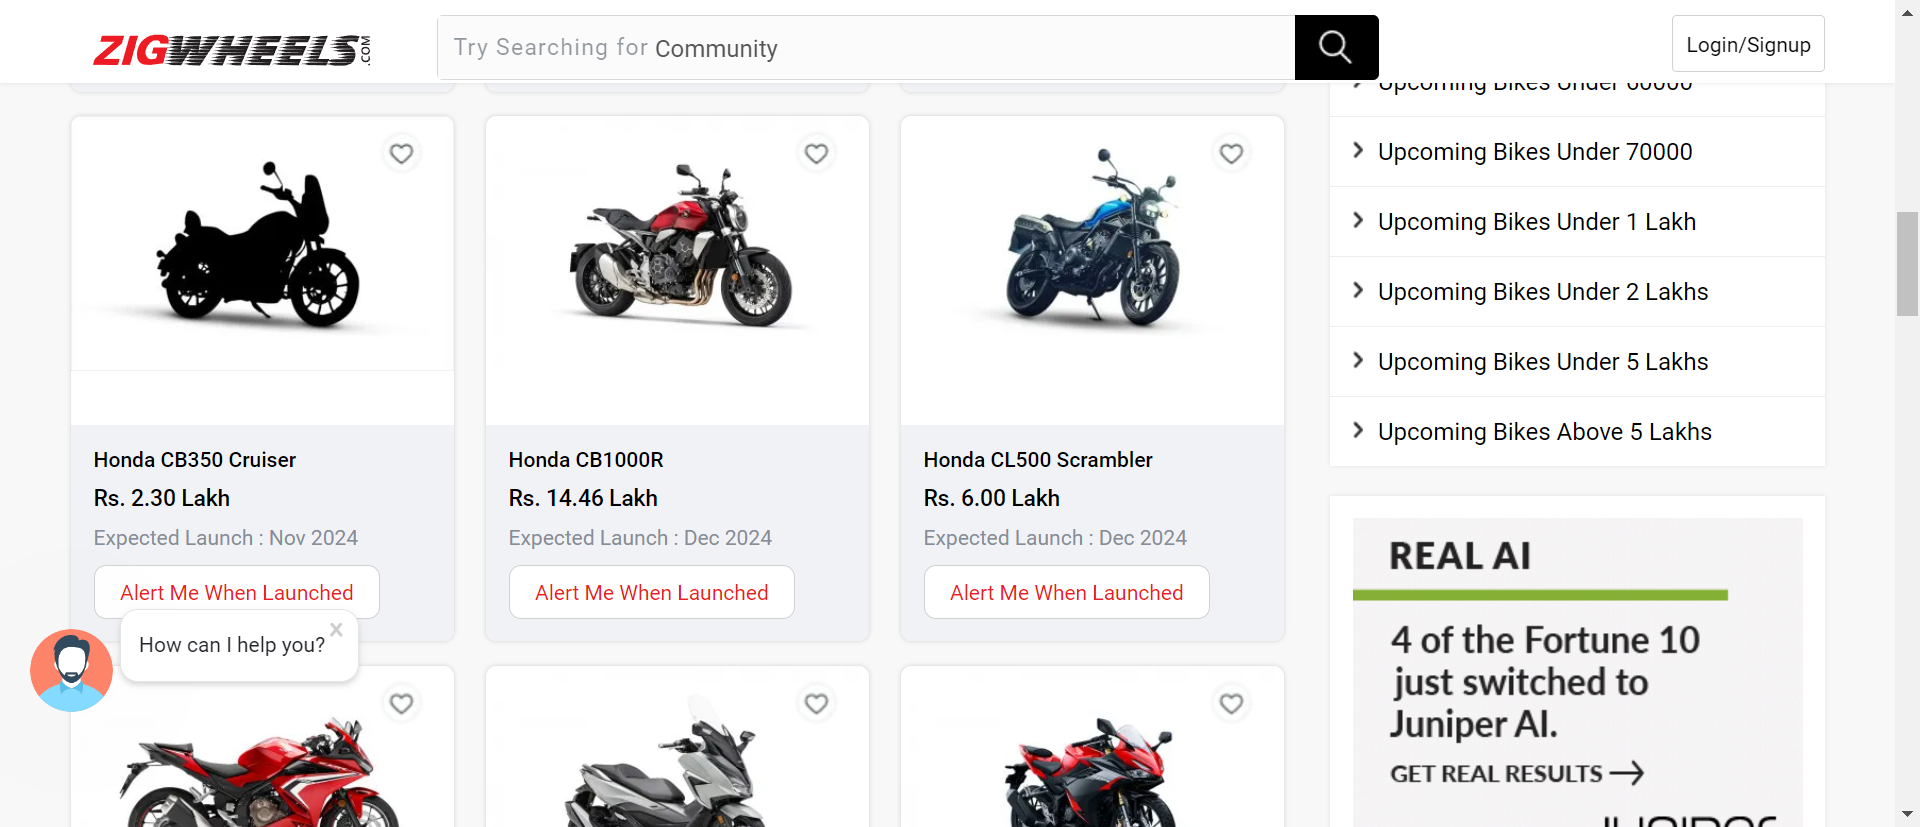 ZIGWHEELS.COM
Try Searching for Community
Login/Signup
Upcoming Bikes Under 60000
Upcoming Bikes Under 70000
Upcoming Bikes Under 1 Lakh
Upcoming Bikes Under 2 Lakhs
Upcoming Bikes Under 5 Lakhs
Upcoming Bikes Above 5 Lakhs
Honda CB350 Cruiser
Rs. 2.30 Lakh
Expected Launch : Nov 2024
Alert Me When Launched
Honda CB1000R
Rs. 14.46 Lakh
Expected Launch : Dec 2024
Alert Me When Launched
Honda CL500 Scrambler
Rs. 6.00 Lakh
Expected Launch : Dec 2024
Alert Me When Launched
How can I help you?
REAL AI
4 of the Fortune 10
just switched to
Juniper AI.
GET REAL RESULTS